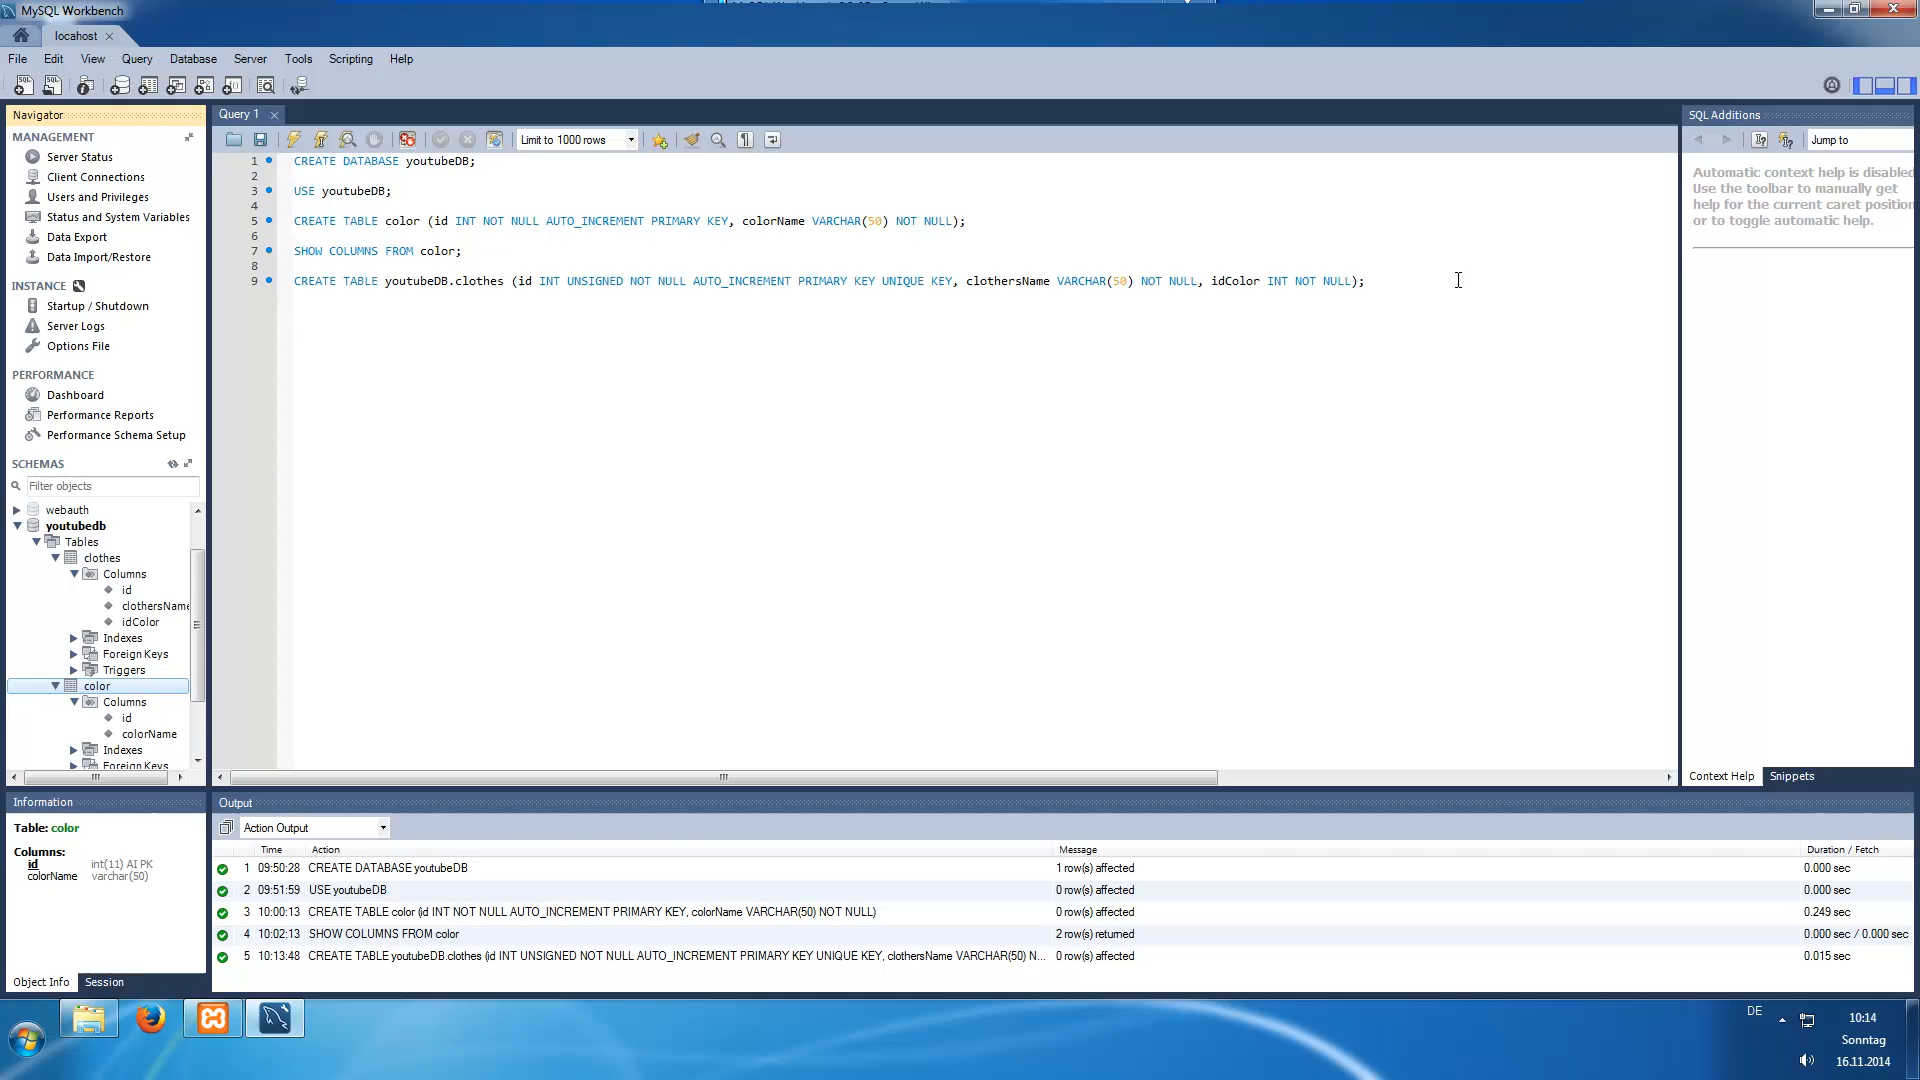 MySQL Workbench
locahost
File Edit View Query Database Server Tools Scripting Help
Navigator
MANAGEMENT
Server Status
Client Connections
Users and Privileges
Status and System Variables
Data Export
Data Import/Restore
INSTANCE
Startup / Shutdown
Server Logs
Options File
PERFORMANCE
Dashboard
Performance Reports
Performance Schema Setup
SCHEMAS
Filter objects
webauth
youtubedb
Tables
clothes
Columns
id
clothersName
idColor
Indexes
Foreign Keys
Triggers
color
Columns
id
colorName
Indexes
Foreign Keys
Information
Table: color
Columns:
id int(11) AI PK
colorName varchar(50)
Object Info Session
Query 1
Limit to 1000 rows
1 CREATE DATABASE youtubeDB;
2
3 USE youtubeDB;
4
5 CREATE TABLE color (id INT NOT NULL AUTO_INCREMENT PRIMARY KEY, colorName VARCHAR(50) NOT NULL);
6
7 SHOW COLUMNS FROM color;
8
9 CREATE TABLE youtubeDB.clothes (id INT UNSIGNED NOT NULL AUTO_INCREMENT PRIMARY KEY UNIQUE KEY, clothersName VARCHAR(50) NOT NULL, idColor INT NOT NULL);
SQL Additions
Jump to
Automatic context help is disabled
Use the toolbar to manually get
help for the current caret position
or to toggle automatic help.
Context Help Snippets
Output
Action Output
Time Action Message Duration / Fetch
1 09:50:28 CREATE DATABASE youtubeDB 1 row(s) affected 0.000 sec
2 09:51:59 USE youtubeDB 0 row(s) affected 0.000 sec
3 10:00:13 CREATE TABLE color (id INT NOT NULL AUTO_INCREMENT PRIMARY KEY, colorName VARCHAR(50) NOT NULL) 0 row(s) affected 0.249 sec
4 10:02:13 SHOW COLUMNS FROM color 2 row(s) returned 0.000 sec / 0.000 sec
5 10:13:48 CREATE TABLE youtubeDB.clothes (id INT UNSIGNED NOT NULL AUTO_INCREMENT PRIMARY KEY UNIQUE KEY, clothersName VARCHAR(50) N... 0 row(s) affected 0.015 sec
DE
10:14
Sonntag
16.11.2014